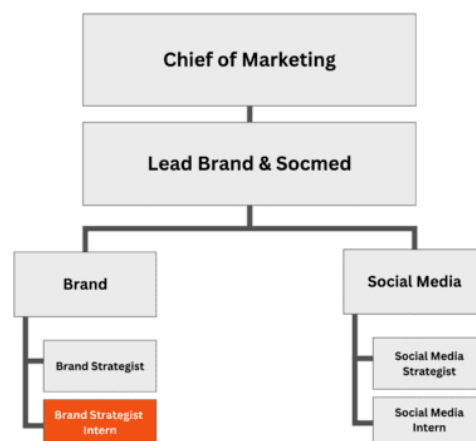 Chief of Marketing
Lead Brand & Socmed
Brand
Social Media
Brand Strategist
Social Media
Strategist
Brand Strategist
Intern
Social Media
Intern